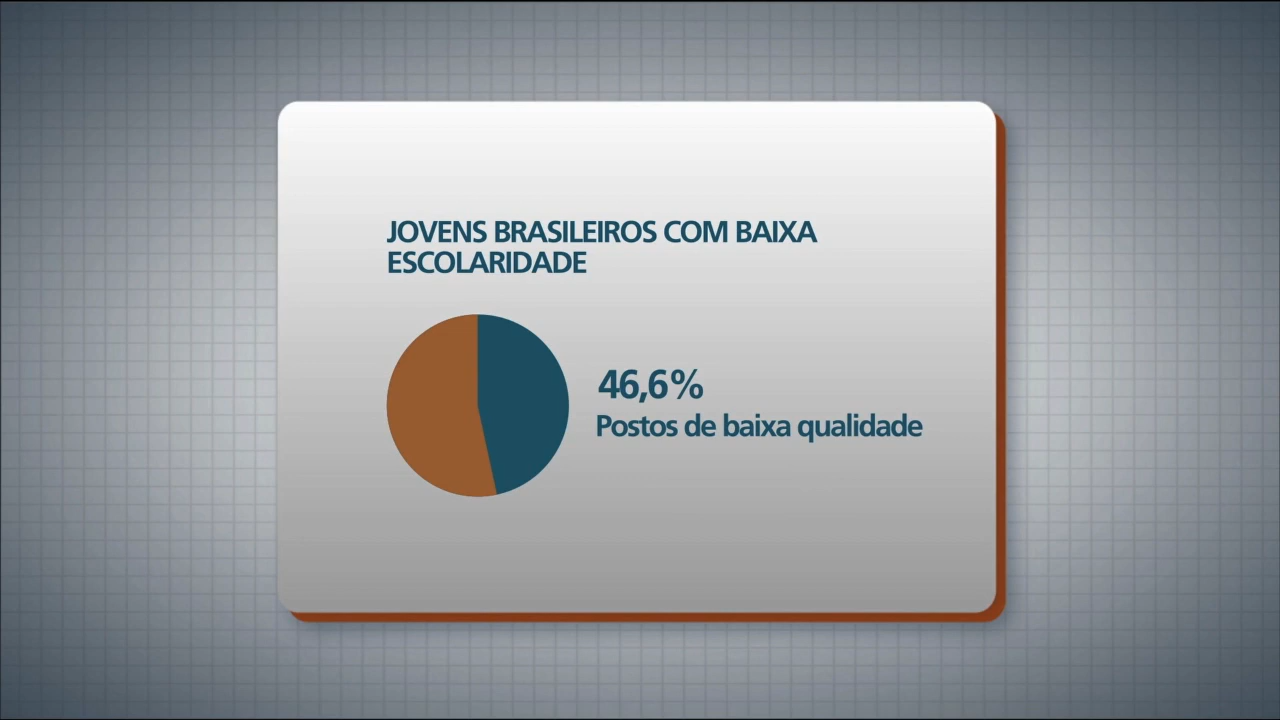 JOVENS BRASILEIROS COM BAIXA
ESCOLARIDADE
46,6%
Postos de baixa qualidade